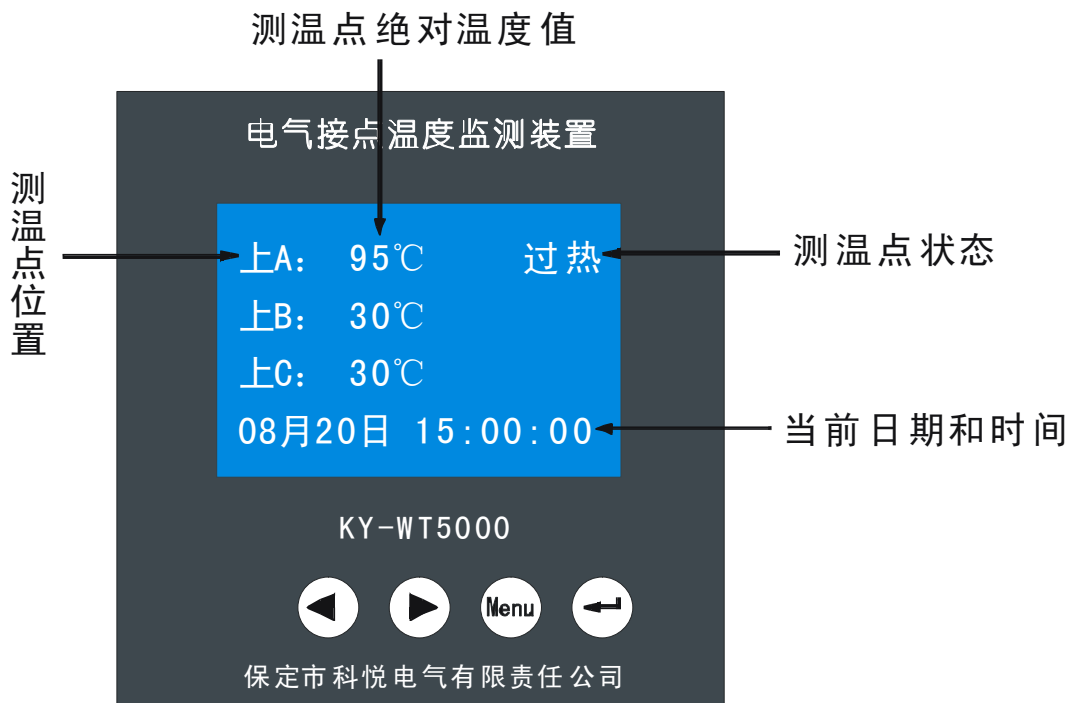 测温点绝对温度值
电气接点温度监测装置
测温点位置
上A： 95℃ 过热
测温点状态
上B： 30℃
上C： 30℃
08月20日 15:00:00
当前日期和时间
KY-WT5000
Menu
保定市科悦电气有限责任公司